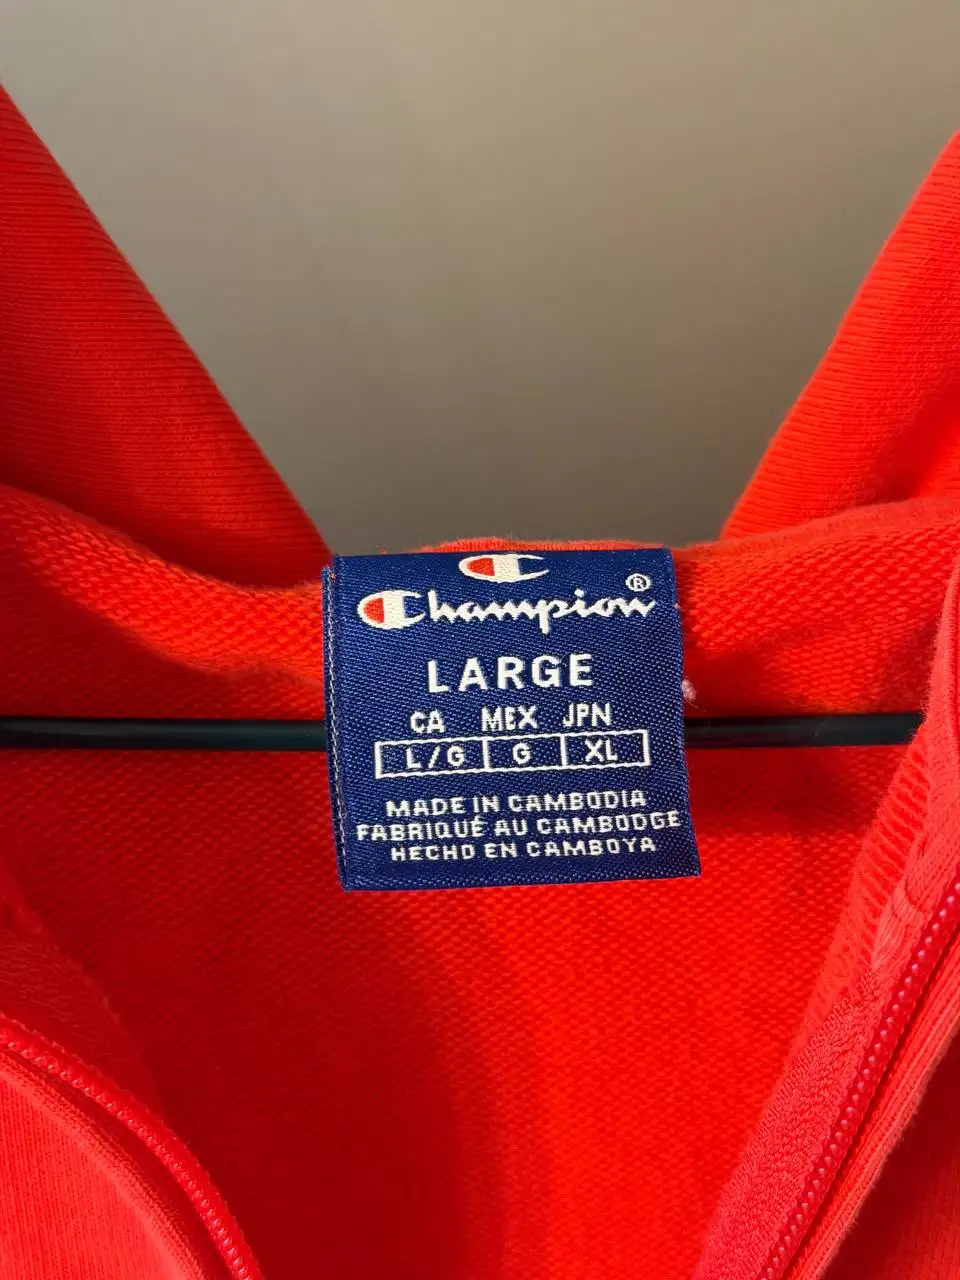 Champion®
LARGE
CA MEX JPN
L/G G XL
MADE IN CAMBODIA
FABRIQUÉ AU CAMBODGE
HECHO EN CAMBOYA